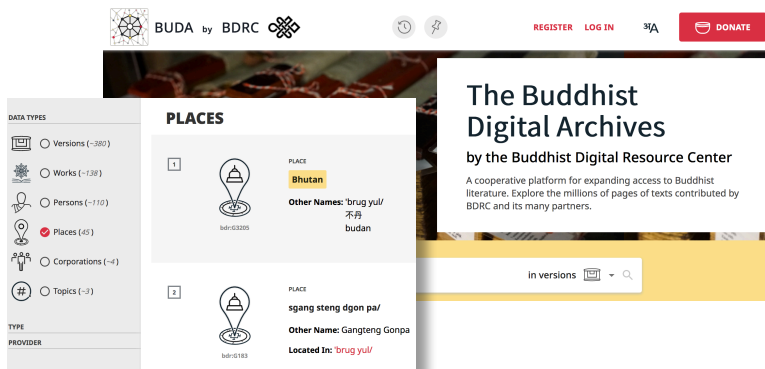 BUDA by BDRC
REGISTER LOG IN
अA
DONATE
The Buddhist
Digital Archives
by the Buddhist Digital Resource Center
A cooperative platform for expanding access to Buddhist
literature. Explore the millions of pages of texts contributed by
BDRC and its many partners.
in versions
DATA TYPES
Versions (~380)
Works (~138)
Persons (~110)
Places (45)
Corporations (~4)
# Topics (~3)
TYPE
PROVIDER
PLACES
1
bdr:G3205
PLACE
Bhutan
Other Names: 'brug yul/
不丹
budan
2
bdr:G183
PLACE
sgang steng dgon pa/
Other Name: Gangteng Gonpa
Located In: 'brug yul/